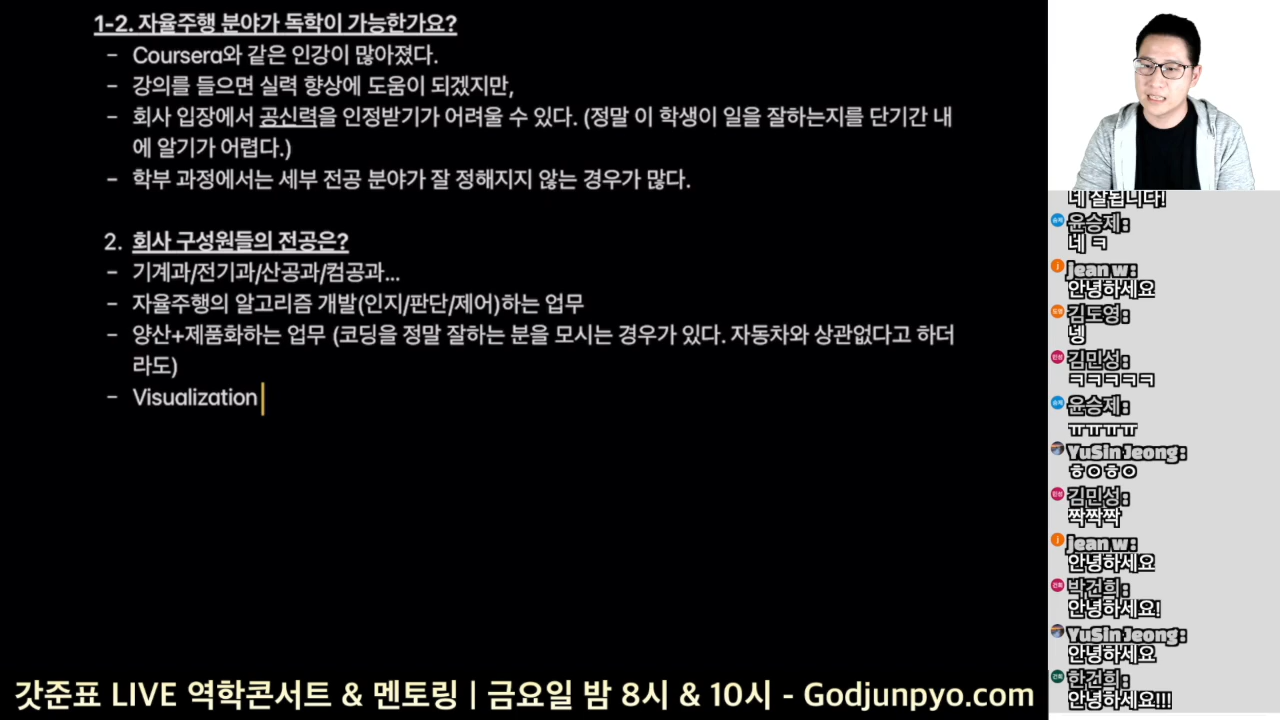 1-2. 자율주행 분야가 독학이 가능한가요?
- Coursera와 같은 인강이 많아졌다.
- 강의를 들으면 실력 향상에 도움이 되겠지만,
- 회사 입장에서 공신력을 인정받기가 어려울 수 있다. (정말 이 학생이 일을 잘하는지를 단기간 내
에 알기가 어렵다.)
- 학부 과정에서는 세부 전공 분야가 잘 정해지지 않는 경우가 많다.
2. 회사 구성원들의 전공은?
- 기계과/전기과/산공과/컴공과...
- 자율주행의 알고리즘 개발(인지/판단/제어)하는 업무
- 양산+제품화하는 업무 (코딩을 정말 잘하는 분을 모시는 경우가 있다. 자동차와 상관없다고 하더
라도)
- Visualization
네 잘됩니다!
윤승제:
네 ㅋ
jean w:
안녕하세요
김도영:
넹
김민성:
ㅋㅋㅋㅋㅋ
윤승제:
ㅠㅠㅠㅠ
YuSin Jeong:
ㅎㅇㅎㅇ
김민성:
짝짝짝
jean w:
안녕하세요
박건희:
안녕하세요!
YuSin Jeong:
안녕하세요
한건희:
안녕하세요!!!
갓준표 LIVE 역학콘서트 & 멘토링 | 금요일 밤 8시 & 10시 - Godjunpyo.com